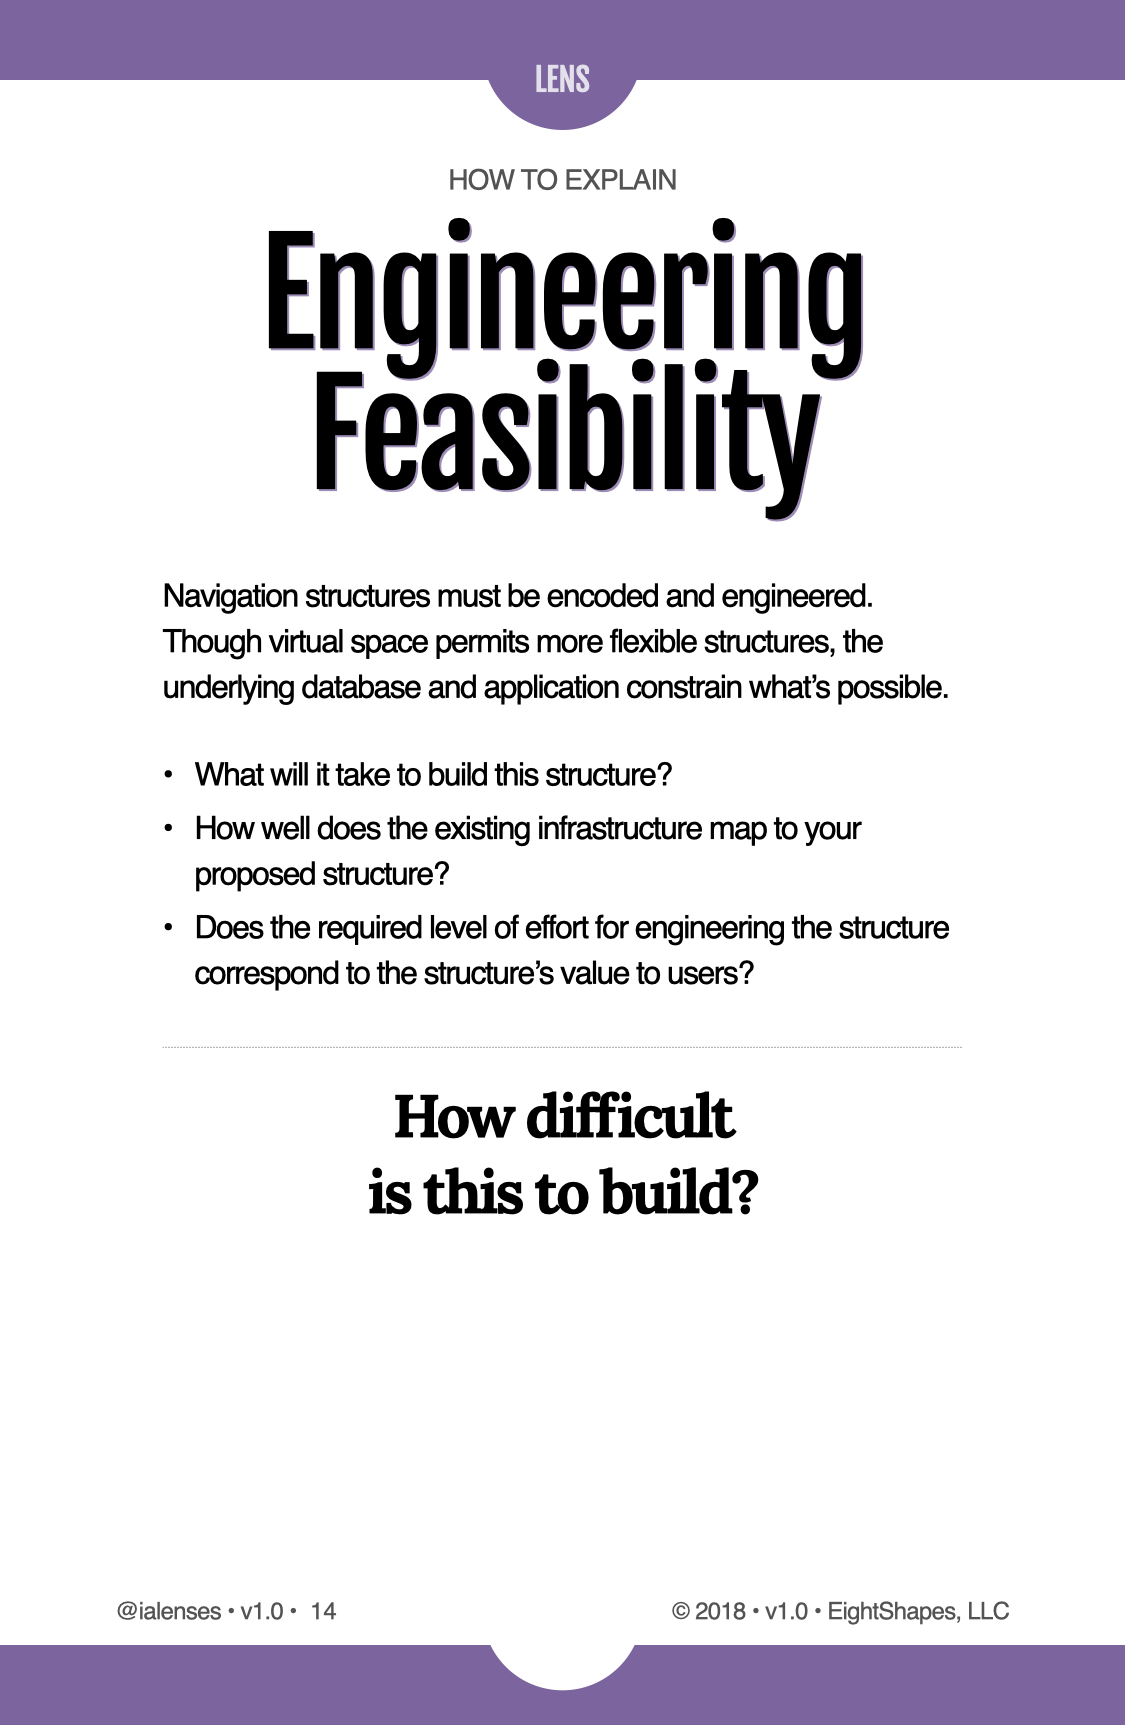 LENS
HOW TO EXPLAIN
Engineering
Feasibility
Navigation structures must be encoded and engineered.
Though virtual space permits more flexible structures, the
underlying database and application constrain what’s possible.
• What will it take to build this structure?
• How well does the existing infrastructure map to your
proposed structure?
• Does the required level of effort for engineering the structure
correspond to the structure’s value to users?
How difficult
is this to build?
@ialenses • v1.0 • 14
© 2018 • v1.0 • EightShapes, LLC